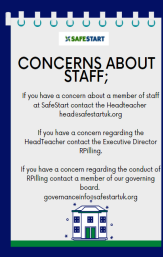 SAFESTART
CONCERNS ABOUT
STAFF;
If you have a concern about a member of staff
at SafeStart contact the Headteacher
head@safestartuk.org
If you have a concern regarding the
HeadTeacher contact the Executive Director
RPilling.
If you have a concern regarding the conduct of
RPilling contact a member of our governing
board.
governanceinfo@safestartuk.org